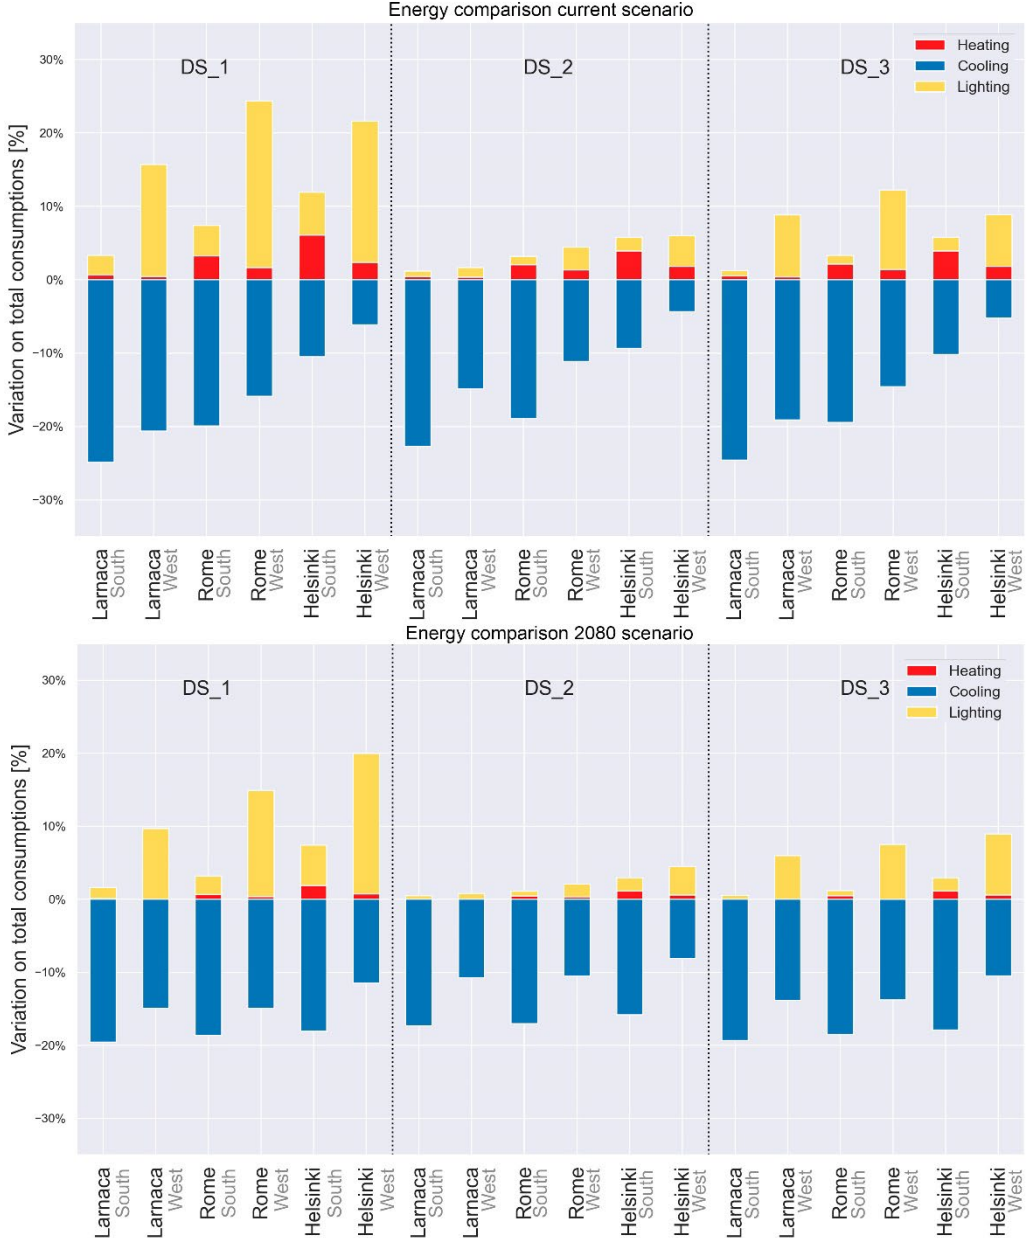 Energy comparison current scenario
DS_1
DS_2
DS_3
Heating
Cooling
Lighting
Variation on total consumptions [%]
30%
20%
10%
0%
−10%
−20%
−30%
Larnaca
South
Larnaca
West
Rome
South
Rome
West
Helsinki
South
Helsinki
West
Larnaca
South
Larnaca
West
Rome
South
Rome
West
Helsinki
South
Helsinki
West
Larnaca
South
Larnaca
West
Rome
South
Rome
West
Helsinki
South
Helsinki
West
Energy comparison 2080 scenario
DS_1
DS_2
DS_3
Heating
Cooling
Lighting
Variation on total consumptions [%]
30%
20%
10%
0%
−10%
−20%
−30%
Larnaca
South
Larnaca
West
Rome
South
Rome
West
Helsinki
South
Helsinki
West
Larnaca
South
Larnaca
West
Rome
South
Rome
West
Helsinki
South
Helsinki
West
Larnaca
South
Larnaca
West
Rome
South
Rome
West
Helsinki
South
Helsinki
West